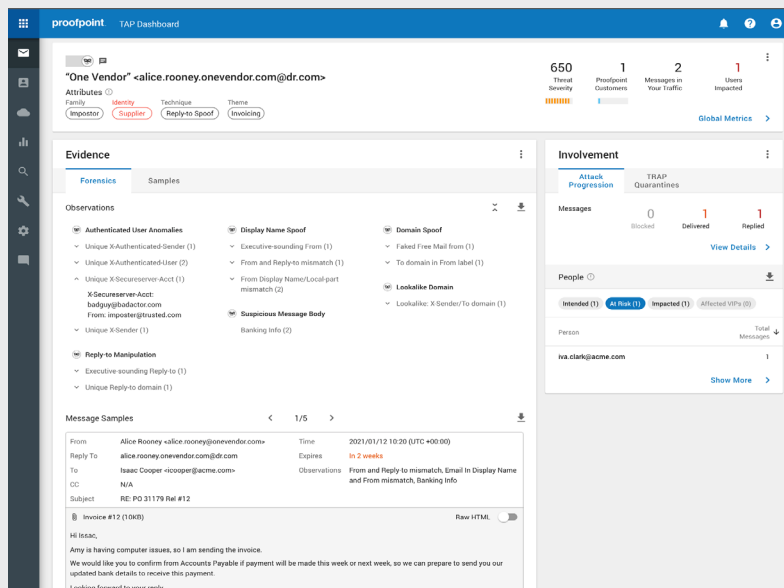 proofpoint. TAP Dashboard
"One Vendor" <alice.rooney.onevendor.com@dr.com>
Attributes
Family Identity Technique Theme
Impostor Supplier Reply-to Spoof Invoicing
650 1 2 1
Threat Severity Proofpoint Customers Messages in Your Traffic Users Impacted
Global Metrics
Evidence
Forensics Samples
Observations
Authenticated User Anomalies
Unique X-Authenticated-Sender (1)
Unique X-Authenticated-User (2)
Unique X-Secureserver-Acct (1)
X-Secureserver-Acct:
badguy@badactor.com
From: imposter@trusted.com
Unique X-Sender (1)
Reply-to Manipulation
Executive-sounding Reply-to (1)
Unique Reply-to domain (1)
Display Name Spoof
Executive-sounding From (1)
From and Reply-to mismatch (1)
From Display Name/Local-part
mismatch (2)
Suspicious Message Body
Banking Info (2)
Domain Spoof
Faked Free Mail from (1)
To domain in From label (1)
Lookalike Domain
Lookalike: X-Sender/To domain (1)
Message Samples 1/5
From Alice Rooney <alice.rooney@onevendor.com>
Reply To alice.rooney.onevendor.com@dr.com
To Isaac Cooper <icooper@acme.com>
CC N/A
Subject RE: PO 31179 Rel #12
Time 2021/01/12 10:20 (UTC +00:00)
Expires In 2 weeks
Observations From and Reply-to mismatch, Email In Display Name
and From mismatch, Banking Info
Invoice #12 (10KB) Raw HTML
Hi Issac,
Amy is having computer issues, so I am sending the invoice.
We would like you to confirm from Accounts Payable if payment will be made this week or next week, so we can prepare to send you our
updated bank details to receive this payment.
Looking forward to your reply
Involvement
Attack Progression TRAP Quarantines
Messages
0 1 1
Blocked Delivered Replied
View Details
People
Intended (1) At Risk (1) Impacted (1) Affected VIPs (0)
Person Total Messages
iva.clark@acme.com 1
Show More